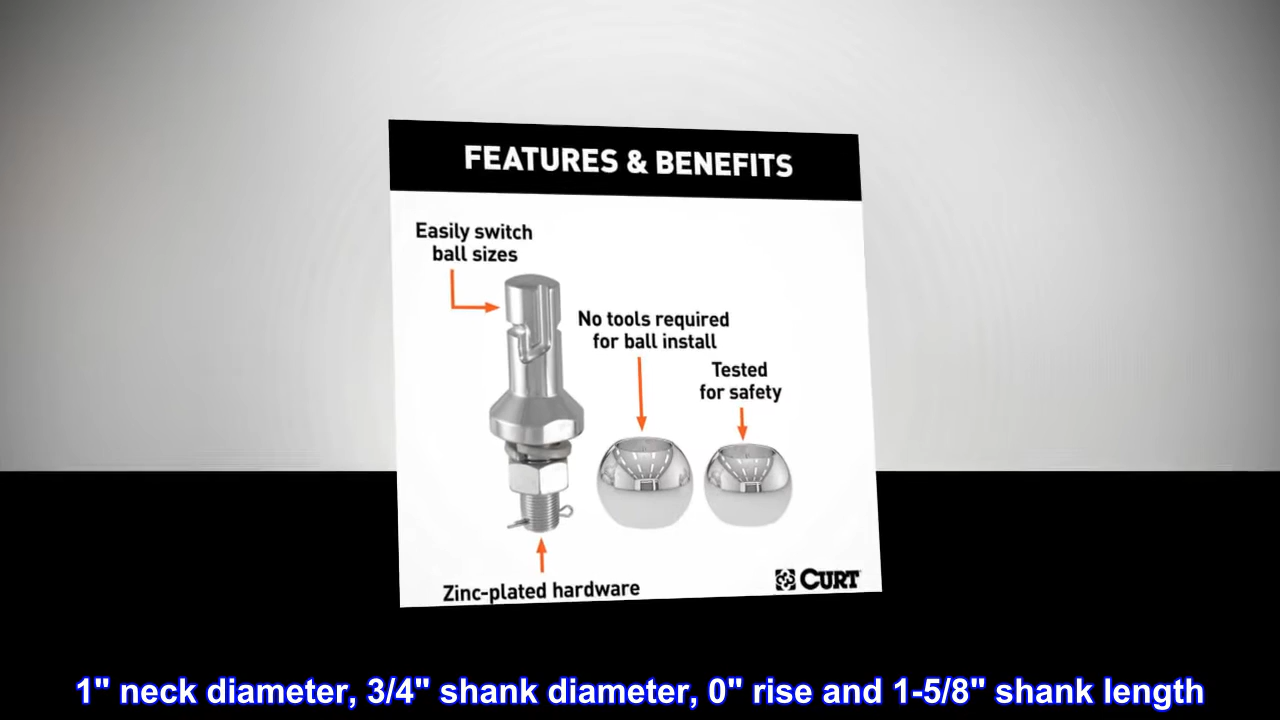 FEATURES & BENEFITS
Easily switch
ball sizes
No tools required
for ball install
Tested
for safety
Zinc-plated hardware
CURT
1" neck diameter, 3/4" shank diameter, 0" rise and 1-5/8" shank length